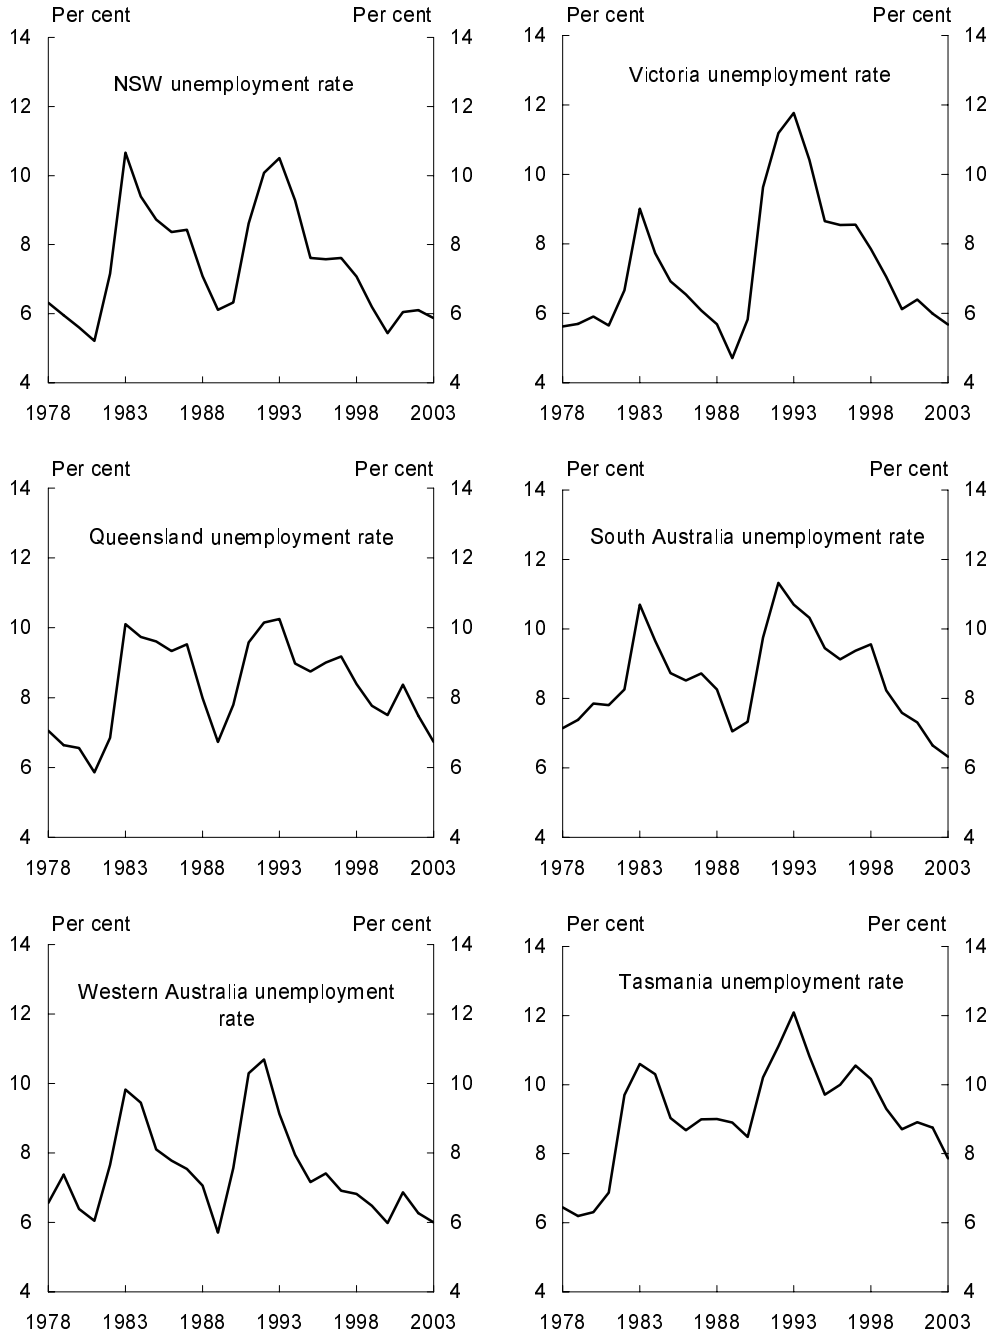 Per cent Per cent
14 14
NSW unemployment rate
12 12
10 10
8 8
6 6
4 4
1978 1983 1988 1993 1998 2003
Per cent Per cent
14 14
Victoria unemployment rate
12 12
10 10
8 8
6 6
4 4
1978 1983 1988 1993 1998 2003
Per cent Per cent
14 14
Queensland unemployment rate
12 12
10 10
8 8
6 6
4 4
1978 1983 1988 1993 1998 2003
Per cent Per cent
14 14
South Australia unemployment rate
12 12
10 10
8 8
6 6
4 4
1978 1983 1988 1993 1998 2003
Per cent Per cent
14 14
Western Australia unemployment
rate
12 12
10 10
8 8
6 6
4 4
1978 1983 1988 1993 1998 2003
Per cent Per cent
14 14
Tasmania unemployment rate
12 12
10 10
8 8
6 6
4 4
1978 1983 1988 1993 1998 2003